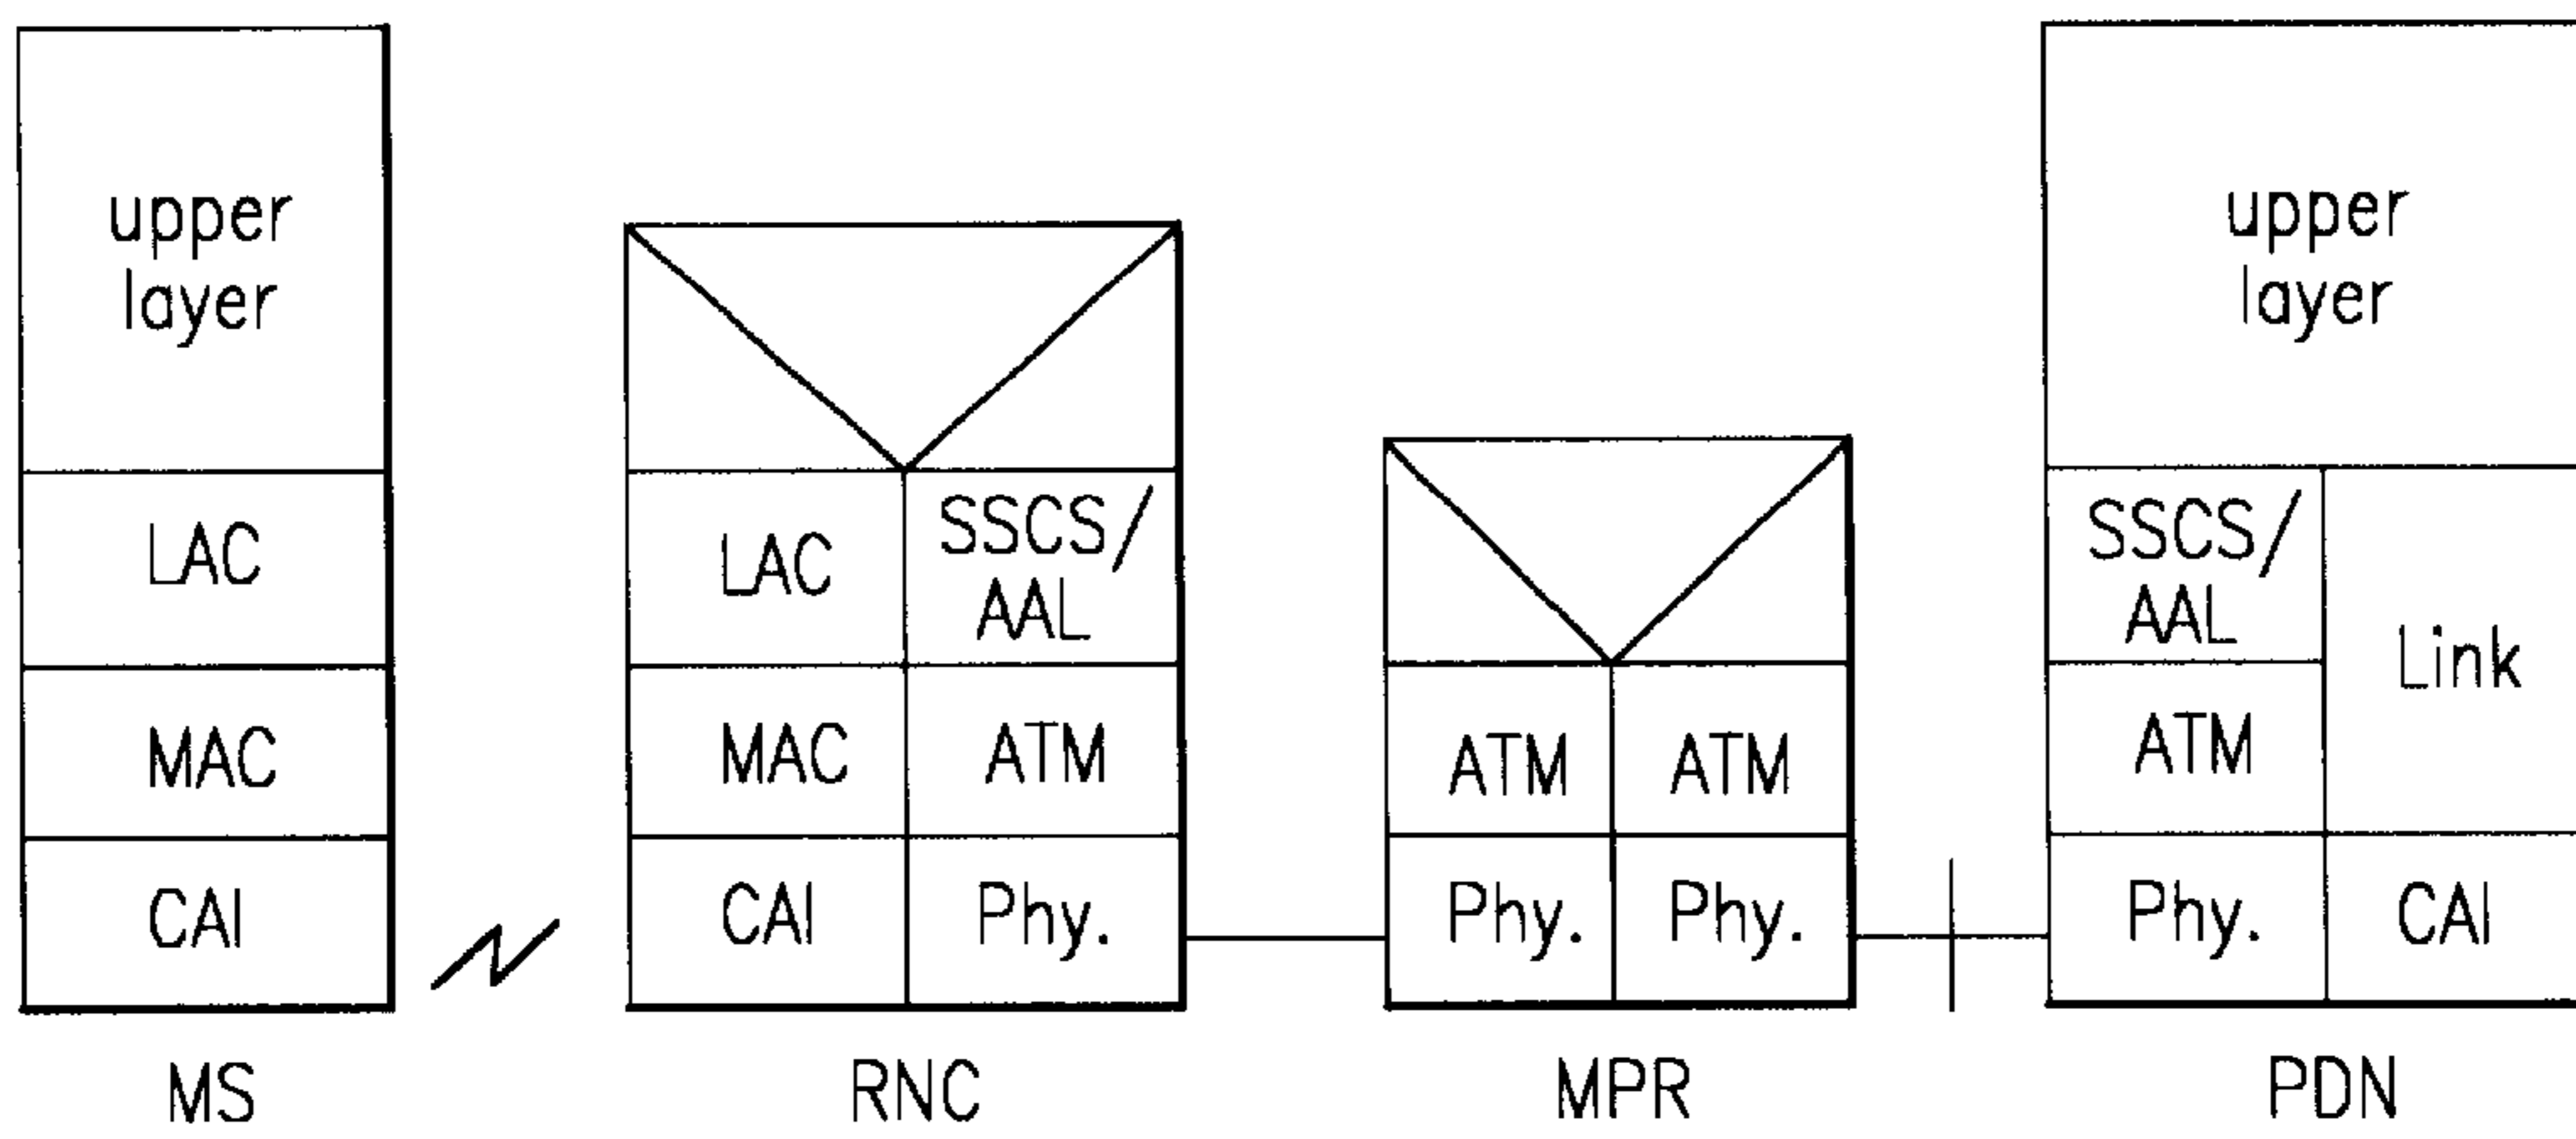 upper
layer
LAC
MAC
CAI
MS
LAC
SSCS/
AAL
MAC
ATM
CAI
Phy.
RNC
ATM
ATM
Phy.
Phy.
MPR
upper
layer
SSCS/
AAL
Link
ATM
Phy.
CAI
PDN